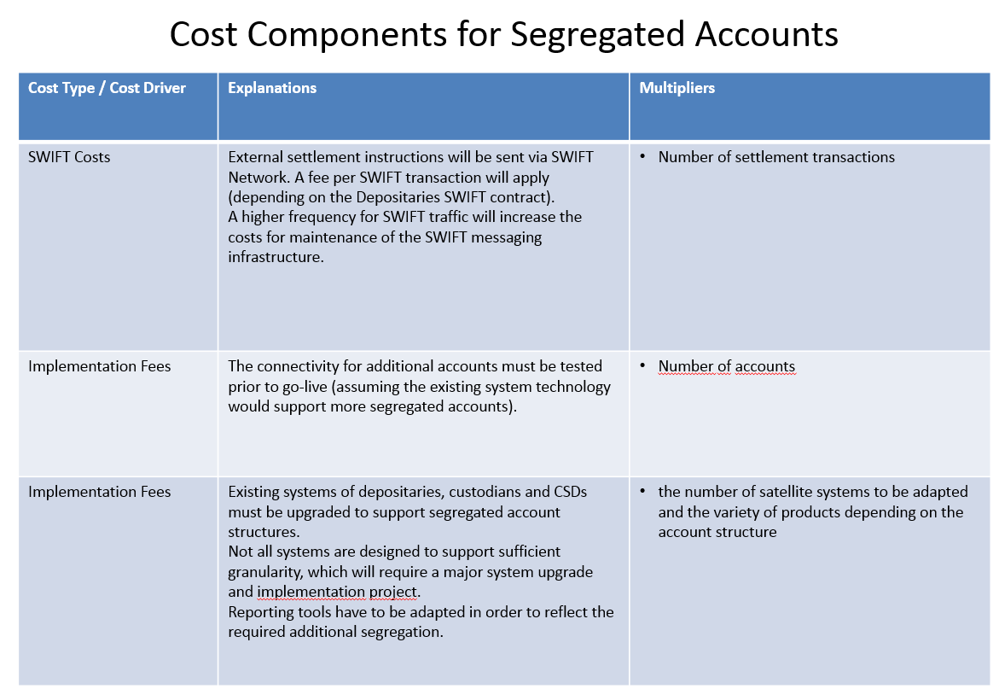 Cost Components for Segregated Accounts
Cost Type / Cost Driver
Explanations
Multipliers
SWIFT Costs
External settlement instructions will be sent via SWIFT
Network. A fee per SWIFT transaction will apply
(depending on the Depositaries SWIFT contract).
A higher frequency for SWIFT traffic will increase the
costs for maintenance of the SWIFT messaging
infrastructure.
• Number of settlement transactions
Implementation Fees
The connectivity for additional accounts must be tested
prior to go-live (assuming the existing system technology
would support more segregated accounts).
• Number of accounts
Implementation Fees
Existing systems of depositaries, custodians and CSDs
must be upgraded to support segregated account
structures.
Not all systems are designed to support sufficient
granularity, which will require a major system upgrade
and implementation project.
Reporting tools have to be adapted in order to reflect the
required additional segregation.
• the number of satellite systems to be adapted
and the variety of products depending on the
account structure